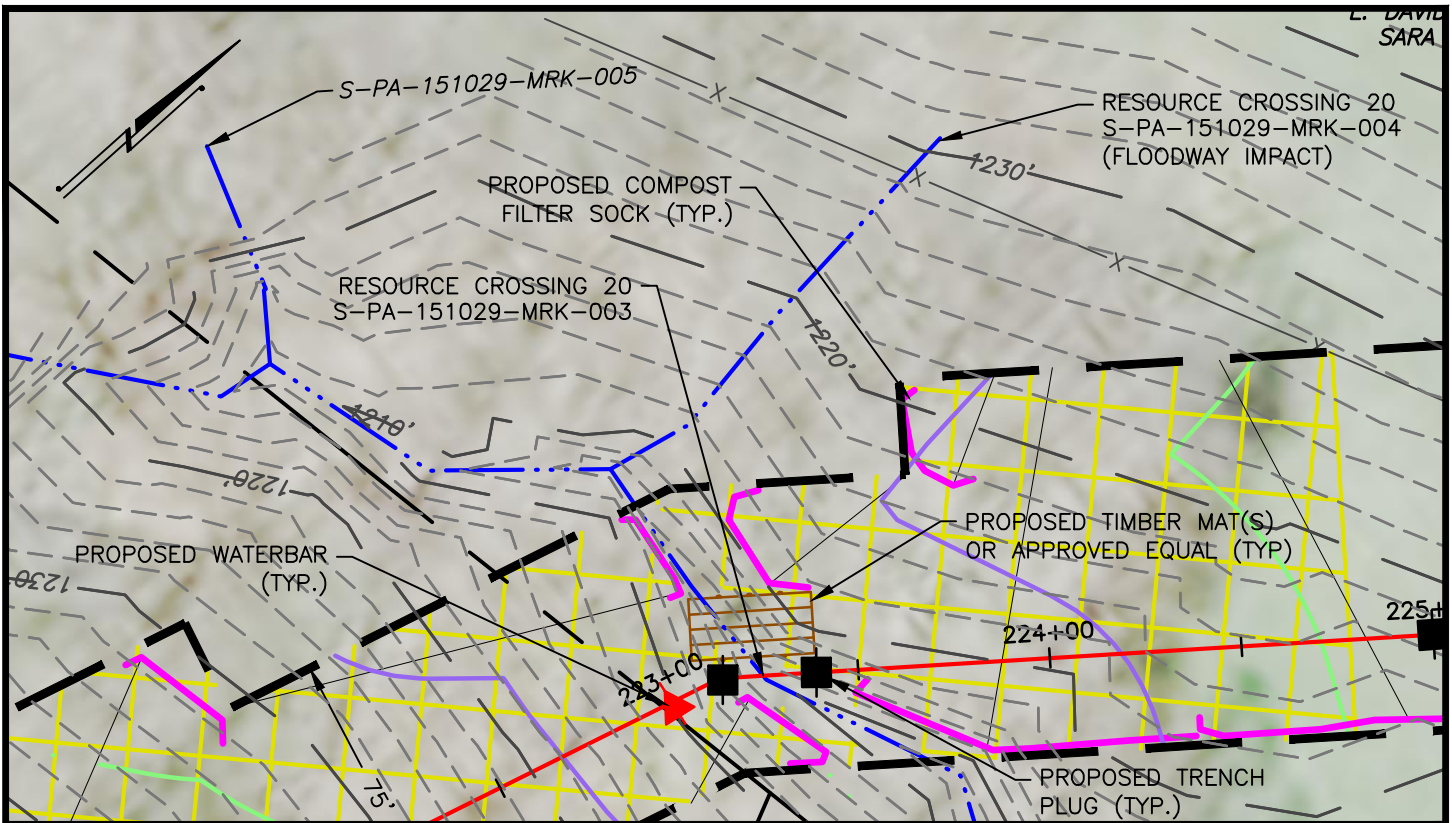 SARA
S-PA-151029-MRK-005
RESOURCE CROSSING 20
S-PA-151029-MRK-004
(FLOODWAY IMPACT)
1230'
PROPOSED COMPOST
FILTER SOCK (TYP.)
RESOURCE CROSSING 20
S-PA-151029-MRK-003
1220'
1210'
1220'
PROPOSED TIMBER MAT(S)
OR APPROVED EQUAL (TYP)
PROPOSED WATERBAR
(TYP.)
1230
225+
224+00
223+00
75'
PROPOSED TRENCH
PLUG (TYP.)